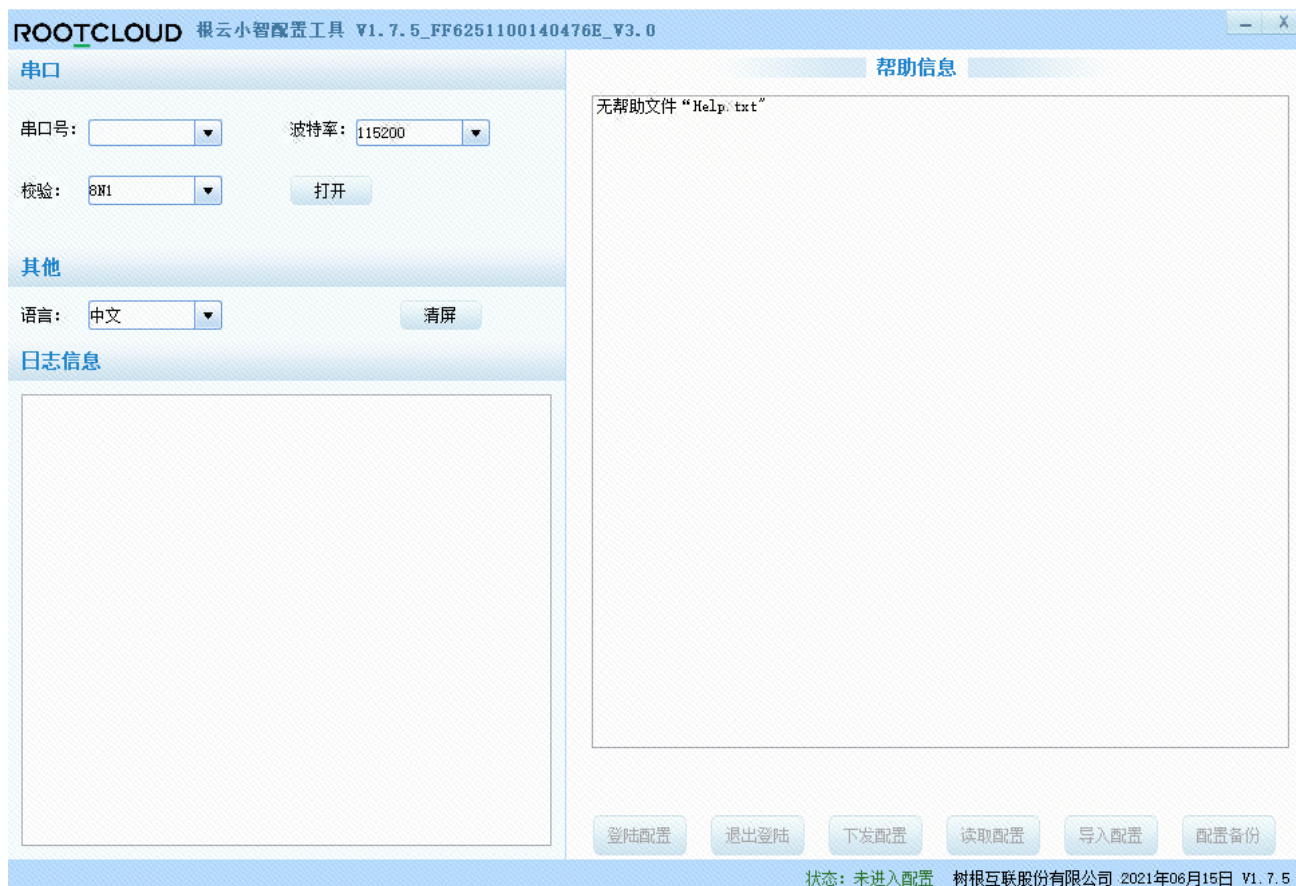 ROOTCLOUD 根云小智配置工具 V1.7.5_FF6251100140476E_V3.0
— X
串口
串口号：
波特率： 115200
校验： 8N1
打开
其他
语言： 中文
清屏
日志信息
帮助信息
无帮助文件“Help.txt”
登陆配置 退出登陆 下发配置 读取配置 导入配置 配置备份
状态：未进入配置 树根互联股份有限公司 2021年06月15日 V1.7.5